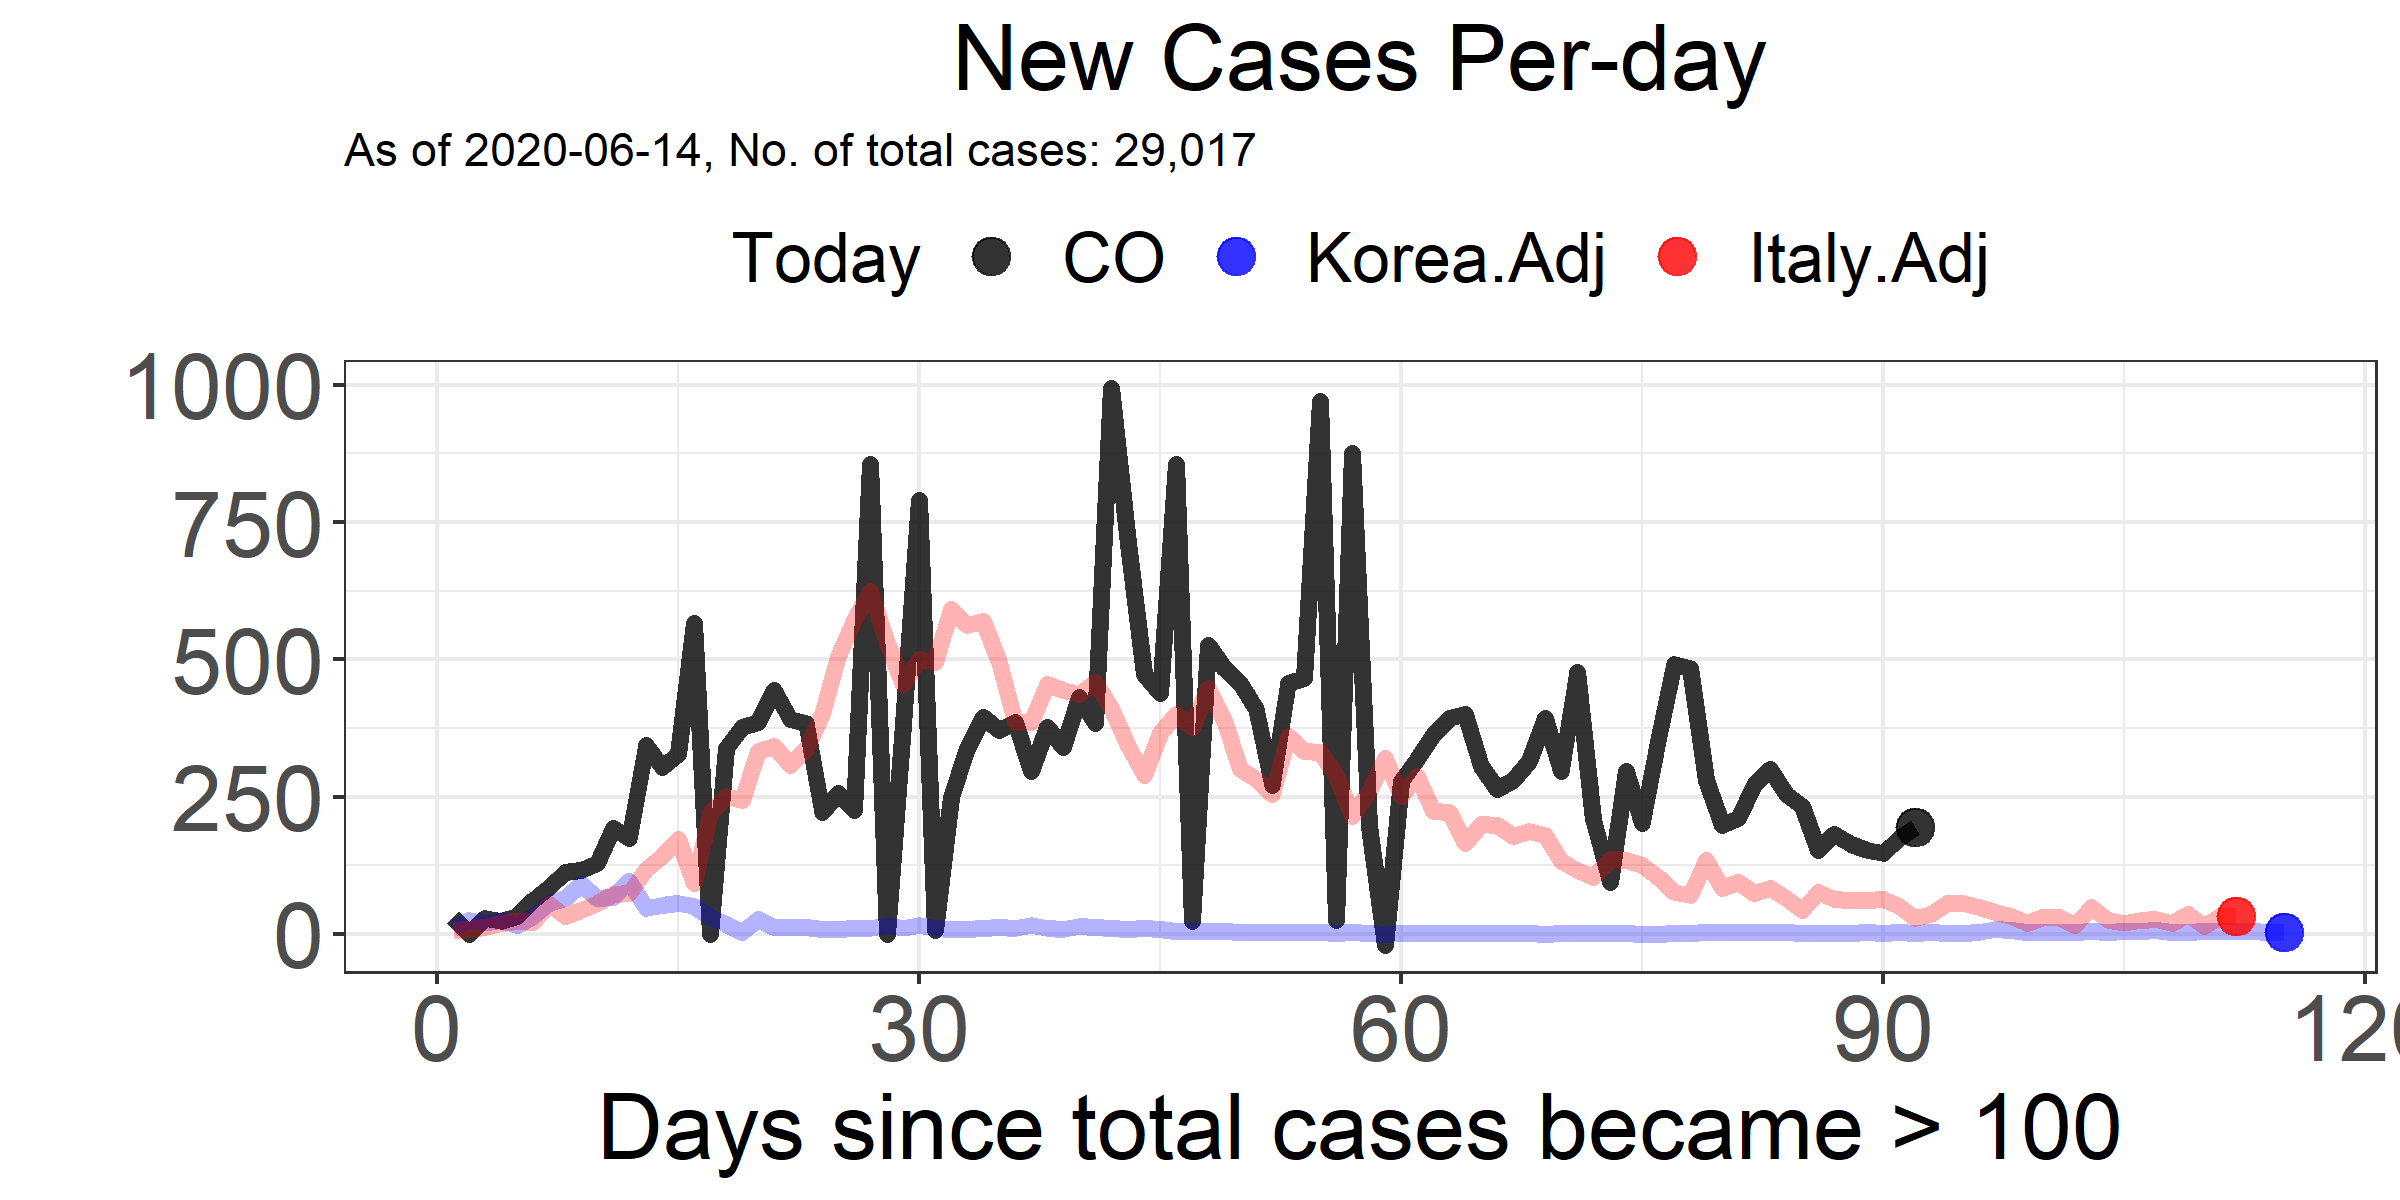 New Cases Per-day
As of 2020-06-14, No. of total cases: 29,017
Today CO Korea.Adj Italy.Adj
1000
750
500
250
0
0 30 60 90 120
Days since total cases became > 100